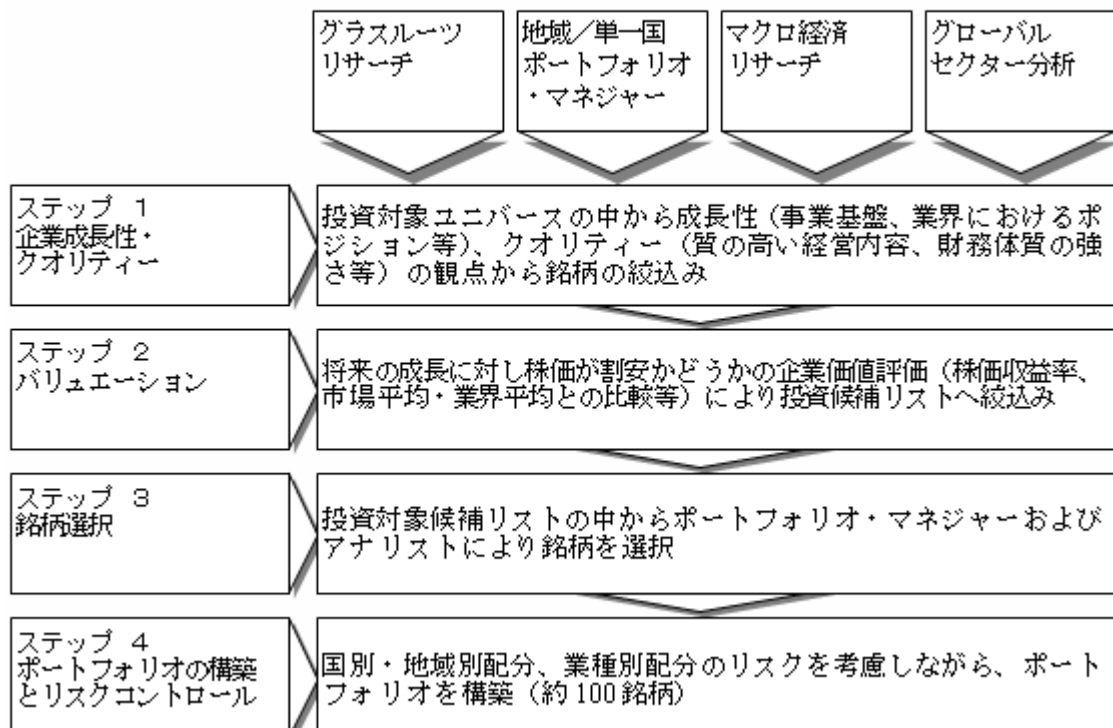 グラスルーツ
リサーチ
地域／単一国
ポートフォリオ
・マネジャー
マクロ経済
リサーチ
グローバル
セクター分析
ステップ １
企業成長性・
クオリティー
投資対象ユニバースの中から成長性（事業基盤、業界におけるポ
ジション等）、クオリティー（質の高い経営内容、財務体質の強
さ等）の観点から銘柄の絞込み
ステップ ２
バリュエーション
将来の成長に対し株価が割安かどうかの企業価値評価（株価収益率、
市場平均・業界平均との比較等）により投資候補リストへ絞込み
ステップ ３
銘柄選択
投資対象候補リストの中からポートフォリオ・マネジャーおよび
アナリストにより銘柄を選択
ステップ ４
ポートフォリオの構築
とリスクコントロール
国別・地域別配分、業種別配分のリスクを考慮しながら、ポート
フォリオを構築（約100銘柄）